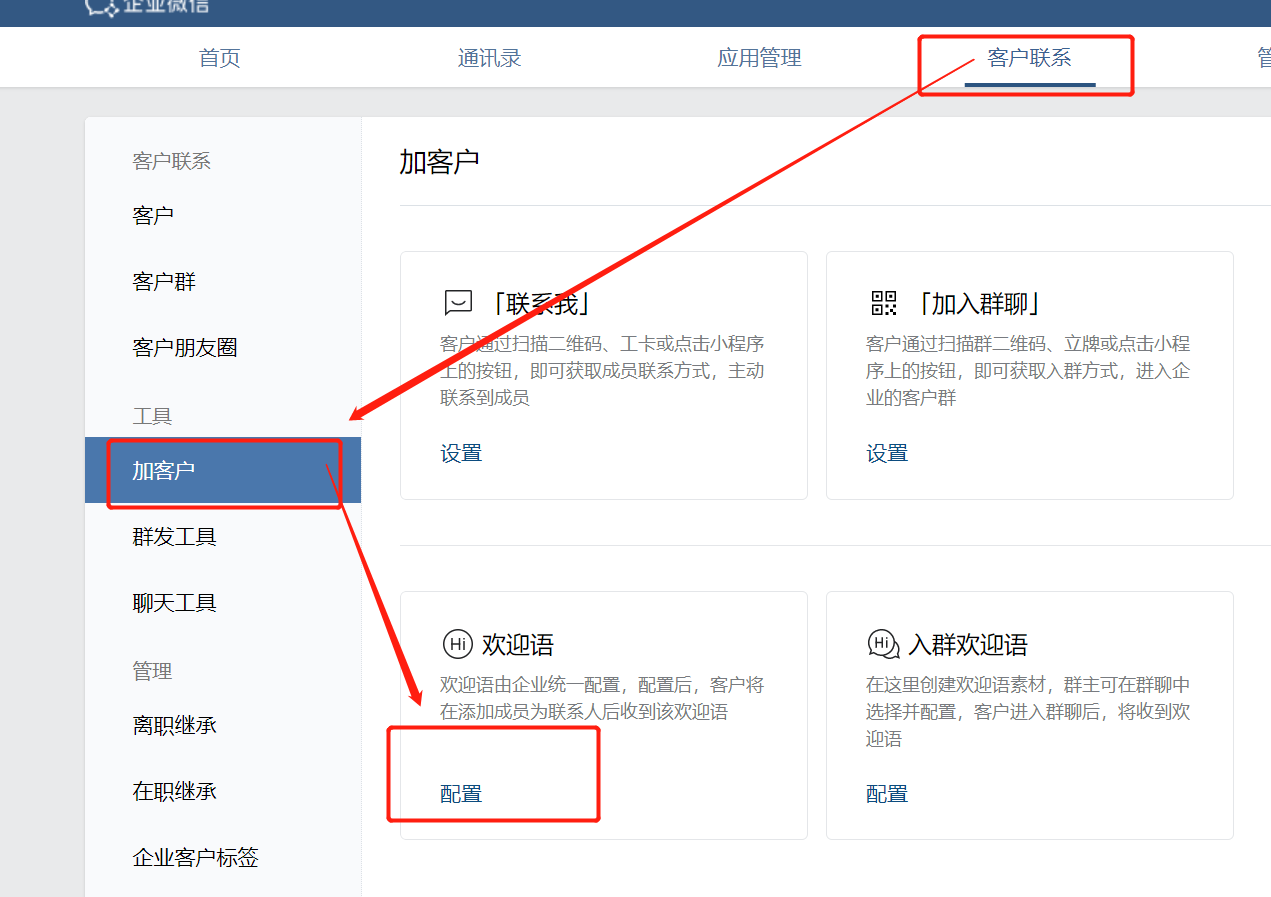 企业微信
首页
通讯录
应用管理
客户联系
客户联系
客户
客户群
客户朋友圈
工具
加客户
群发工具
聊天工具
管理
离职继承
在职继承
企业客户标签
加客户
「联系我」
客户通过扫描二维码、工卡或点击小程序
上的按钮，即可获取成员联系方式，主动
联系到成员
设置
「加入群聊」
客户通过扫描群二维码、立牌或点击小程
序上的按钮，即可获取入群方式，进入企
业的客户群
设置
Hi 欢迎语
欢迎语由企业统一配置，配置后，客户将
在添加成员为联系人后收到该欢迎语
配置
Hi 入群欢迎语
在这里创建欢迎语素材，群主可在群聊中
选择并配置，客户进入群聊后，将收到欢
迎语
配置